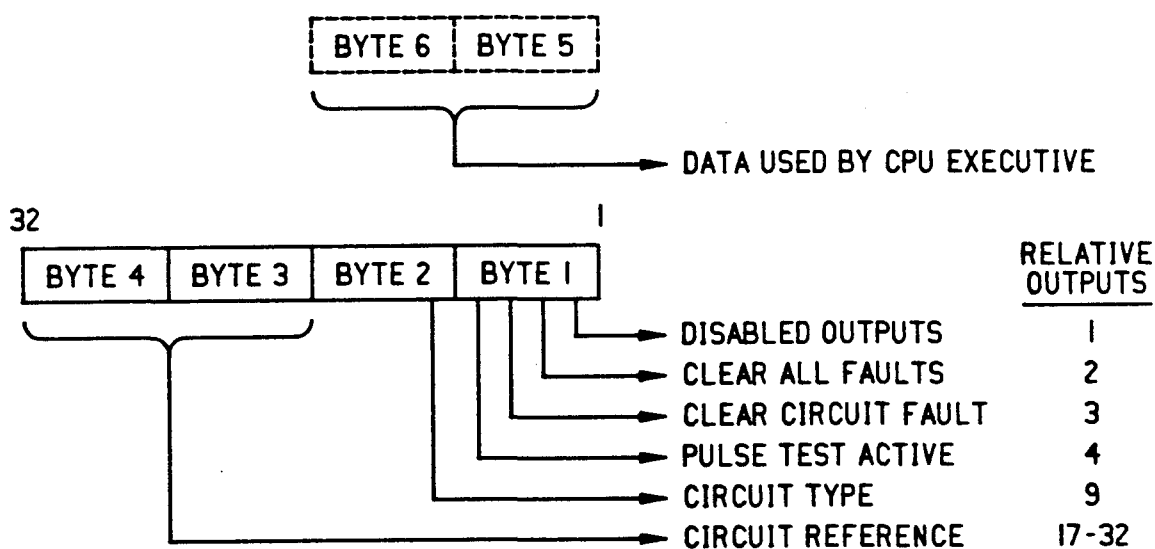 BYTE 6 BYTE 5
DATA USED BY CPU EXECUTIVE
32 1
BYTE 4 BYTE 3 BYTE 2 BYTE 1
RELATIVE
OUTPUTS
DISABLED OUTPUTS 1
CLEAR ALL FAULTS 2
CLEAR CIRCUIT FAULT 3
PULSE TEST ACTIVE 4
CIRCUIT TYPE 9
CIRCUIT REFERENCE 17-32